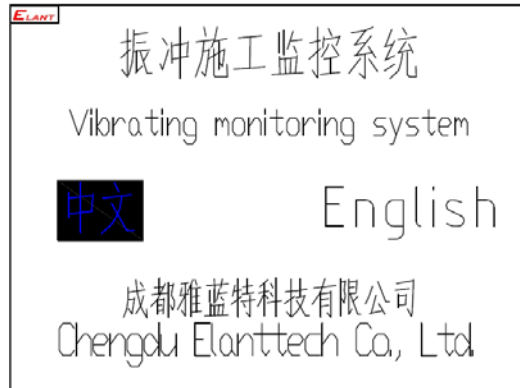 ELANT
振冲施工监控系统
Vibrating monitoring system
中文 English
成都雅蓝特科技有限公司
Chengdu Elanttech Co., Ltd.